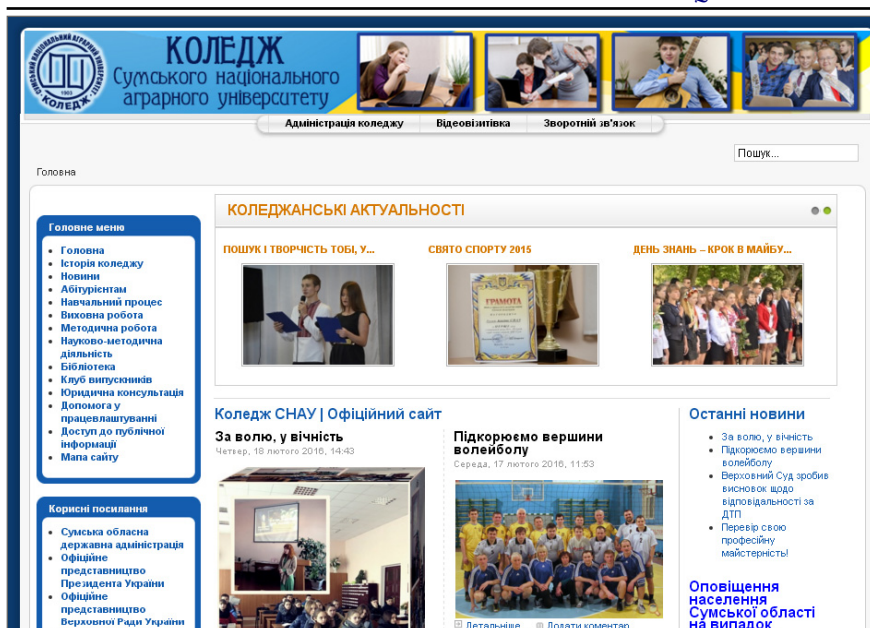 КОЛЕДЖ
Сумського національного
аграрного університету
КОЛЕДЖ
Адміністрація коледжу Відеовізитівка Зворотній зв'язок
Пошук...
Головна
КОЛЕДЖАНСЬКІ АКТУАЛЬНОСТІ
ПОШУК І ТВОРЧІСТЬ ТОБІ, У... СВЯТО СПОРТУ 2015 ДЕНЬ ЗНАНЬ – КРОК В МАЙБУ...
ГРАМОТА
Головне меню
Головна
Історія коледжу
Новини
Абітурієнтам
Навчальний процес
Виховна робота
Методична робота
Науково-методична
діяльність
Бібліотека
Клуб випускників
Юридична консультація
Допомога у
працевлаштуванні
Доступ до публічної
інформації
Мапа сайту
Корисні посилання
Сумська обласна
державна адміністрація
Офіційне
представництво
Президента України
Офіційне
представництво
Верховної Ради України
Коледж СНАУ | Офіційний сайт
За волю, у вічність
Четвер, 18 лютого 2016, 14:43
Підкорюємо вершини
волейболу
Середа, 17 лютого 2016, 11:53
Детальніше Додати коментар
Останні новини
За волю, у вічність
Підкорюємо вершини
волейболу
Верховний Суд зробив
висновок щодо
відповідальності за
ДТП
Перевір свою
професійну
майстерність!
Оповіщення
населення
Сумської області
на випадок